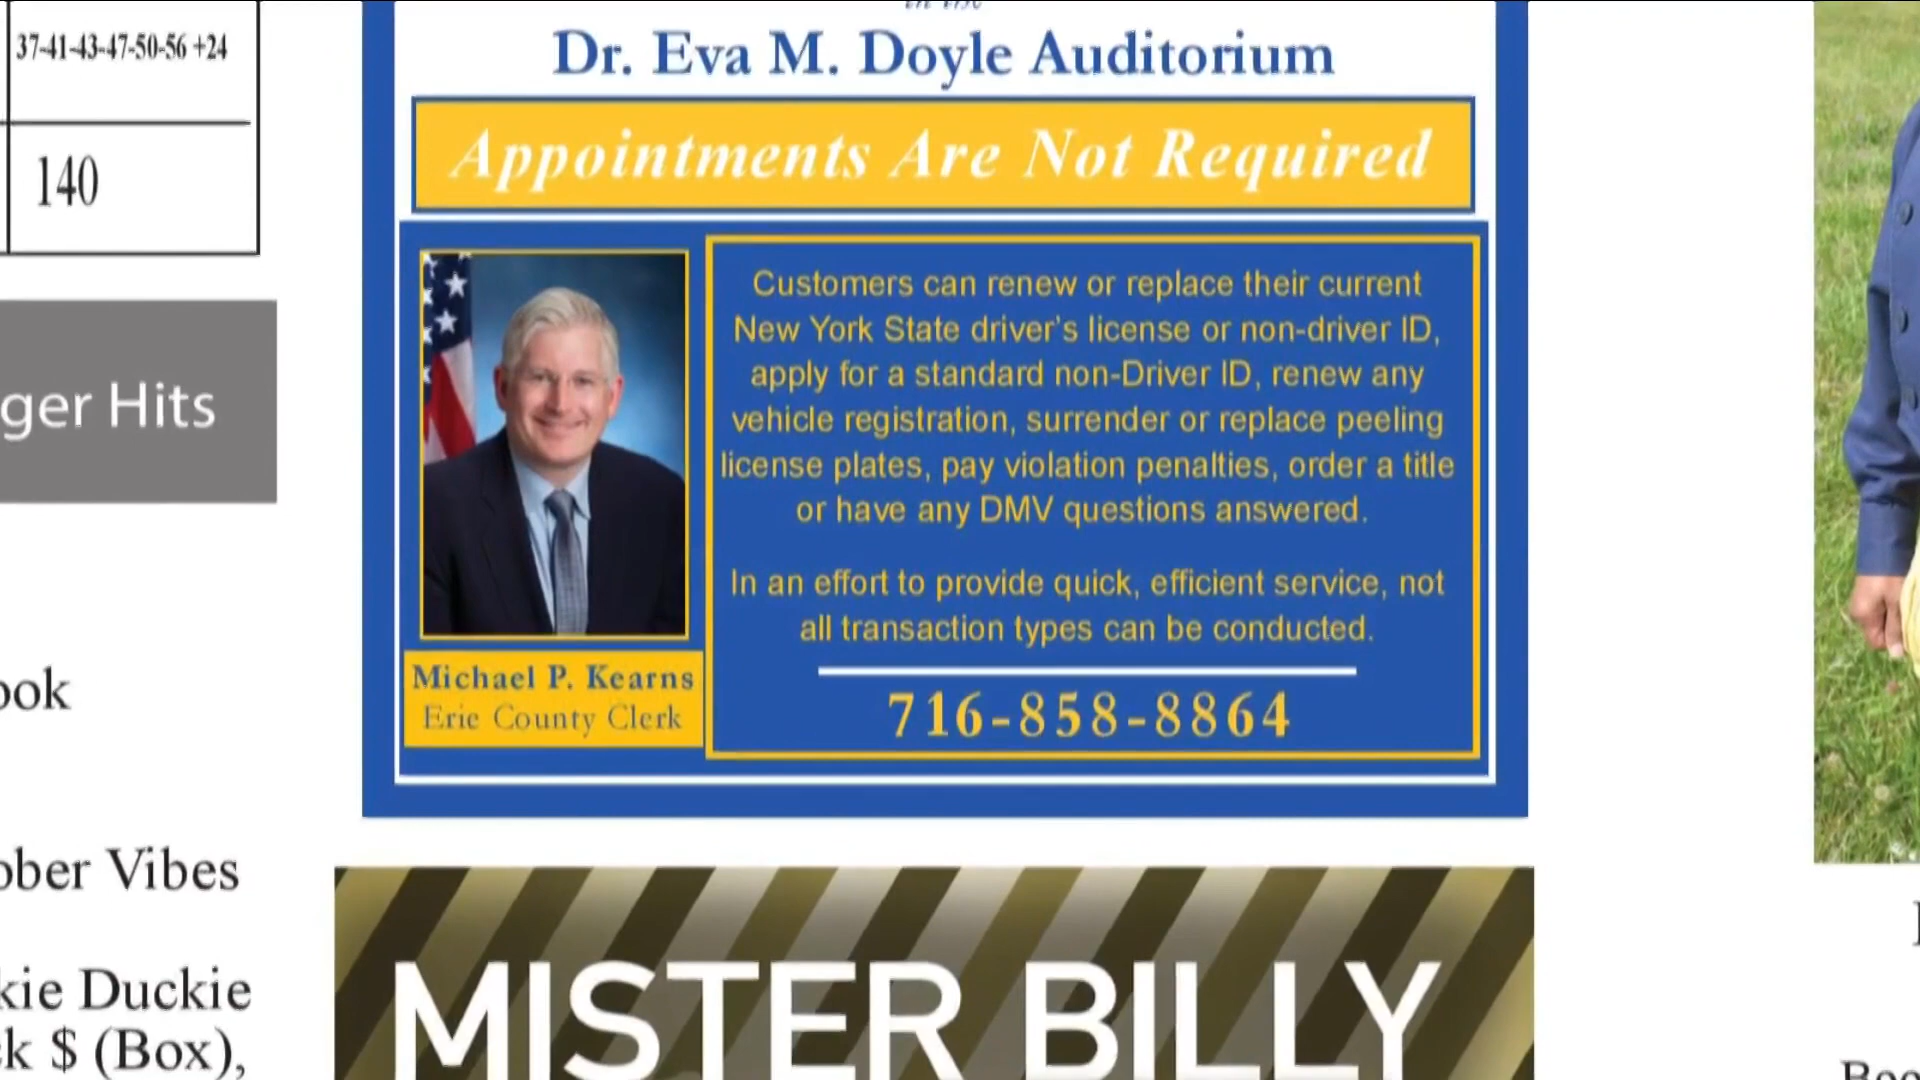 37-41-43-47-50-56 +24
140
ger Hits
ook
ober Vibes
kie Duckie
ck $ (Box),
in the
Dr. Eva M. Doyle Auditorium
Appointments Are Not Required
Customers can renew or replace their current
New York State driver's license or non-driver ID,
apply for a standard non-Driver ID, renew any
vehicle registration, surrender or replace peeling
license plates, pay violation penalties, order a title
or have any DMV questions answered.
In an effort to provide quick, efficient service, not
all transaction types can be conducted.
716-858-8864
Michael P. Kearns
Erie County Clerk
MISTER BILLY